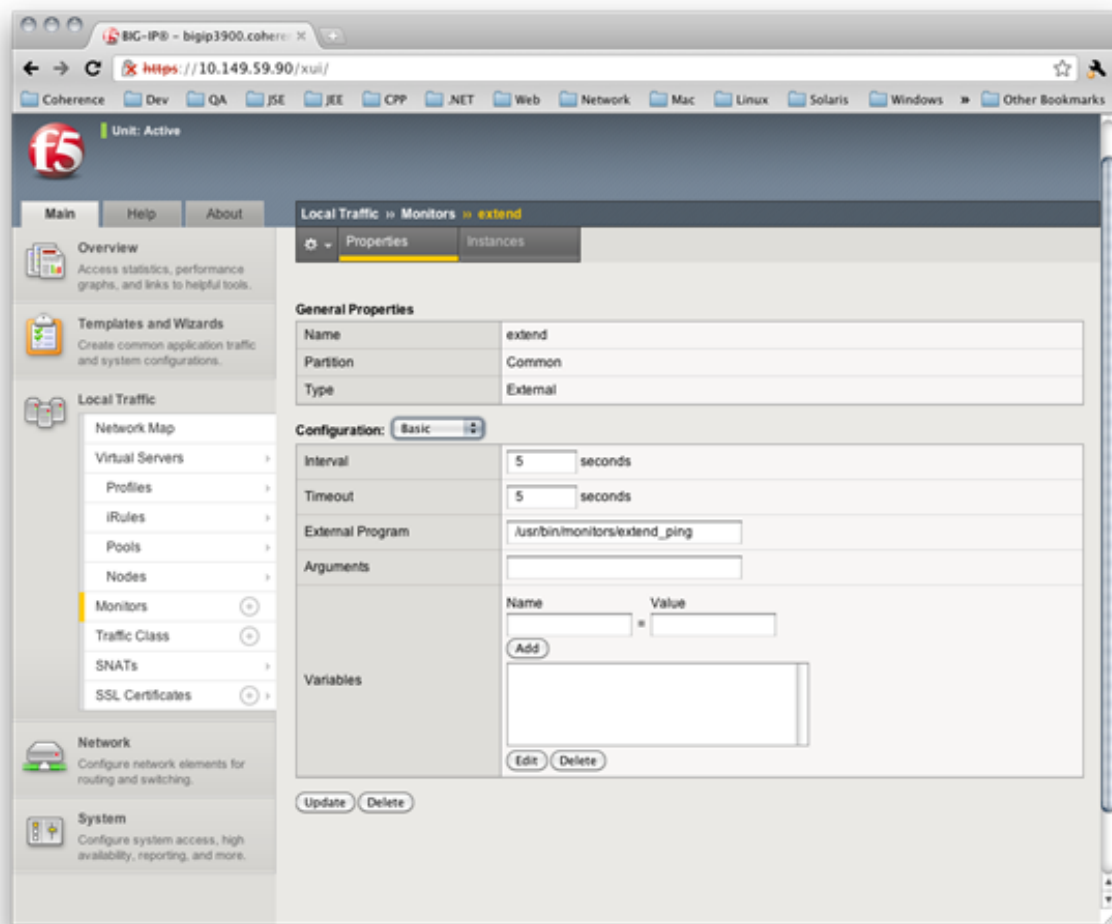 BIG-IP® – bigip3900.cohere
https://10.149.59.90/xui/
Coherence Dev QA JSE JEE CPP .NET Web Network Mac Linux Solaris Windows » Other Bookmarks
f5
Unit: Active
Main Help About
Local Traffic » Monitors » extend
Properties Instances
Overview
Access statistics, performance
graphs, and links to helpful tools.
Templates and Wizards
Create common application traffic
and system configurations.
Local Traffic
Network Map
Virtual Servers
Profiles
iRules
Pools
Nodes
Monitors
Traffic Class
SNATs
SSL Certificates
Network
Configure network elements for
routing and switching.
System
Configure system access, high
availability, reporting, and more.
General Properties
Name extend
Partition Common
Type External
Configuration: Basic
Interval 5 seconds
Timeout 5 seconds
External Program /usr/bin/monitors/extend_ping
Arguments
Name Value
=
Add
Variables
Edit Delete
Update Delete